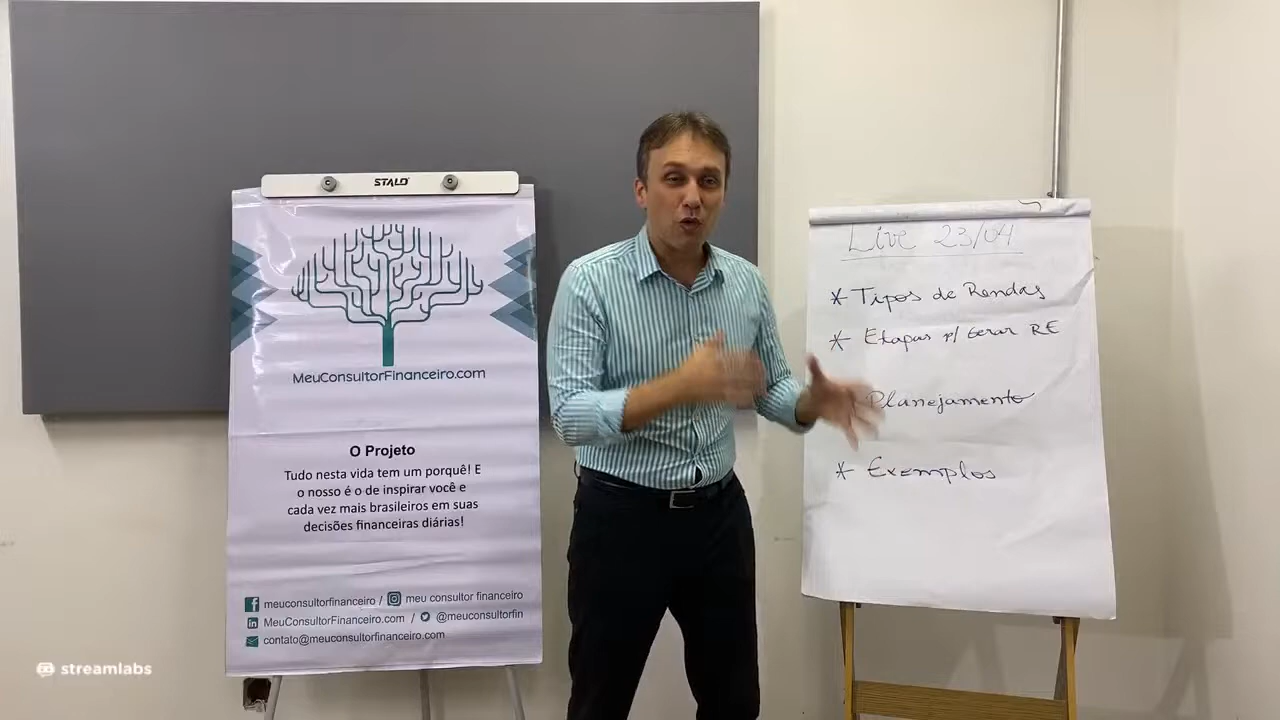 STALO
MeuConsultorFinanceiro.com
O Projeto
Tudo nesta vida tem um porquê! E
o nosso é o de inspirar você e
cada vez mais brasileiros em suas
decisões financeiras diárias!
meuconsultorfinanceiro / meu consultor financeiro
MeuConsultorFinanceiro.com / @meuconsultorfin
contato@meuconsultorfinanceiro.com
Live 23/04
* Tipos de Rendas
* Etapas p/ Gerar RE
Planejamento
* Exemplos
streamlabs